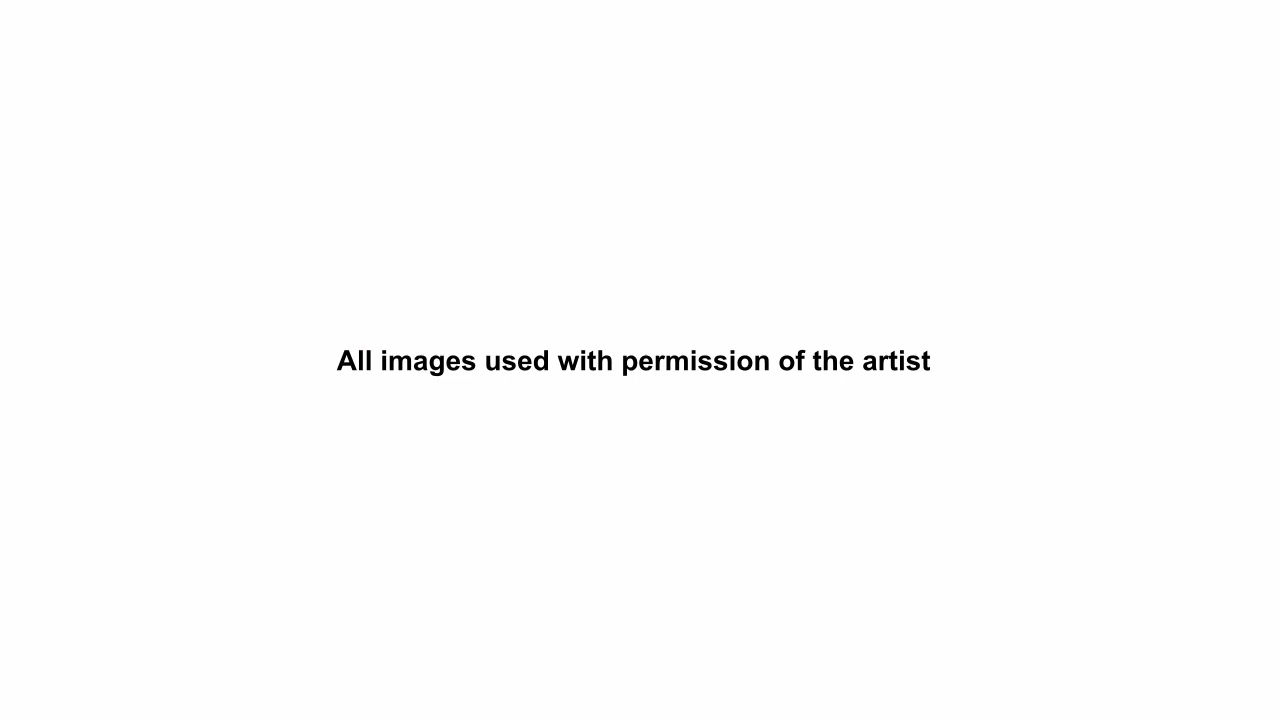 All images used with permission of the artist